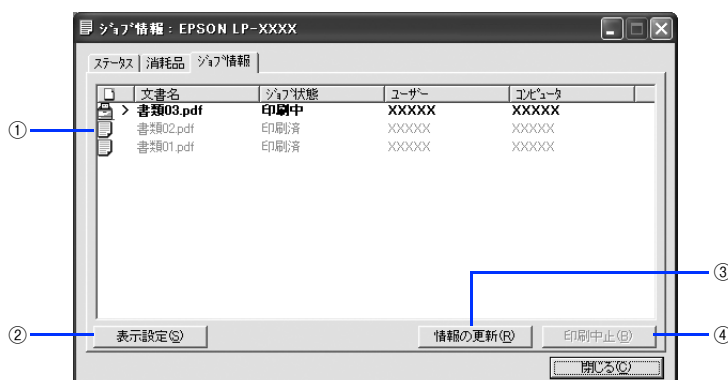 ジョブ情報 : EPSON LP-XXXX
ステータス 消耗品 ジョブ情報
文書名 ジョブ状態 ユーザー コンピュータ
> 書類03.pdf 印刷中 XXXXX XXXXX
① 書類02.pdf 印刷済 XXXXX XXXXX
書類01.pdf 印刷済 XXXXX XXXXX
③
② 表示設定(S) 情報の更新(R) 印刷中止(B) ④
閉じる(C)